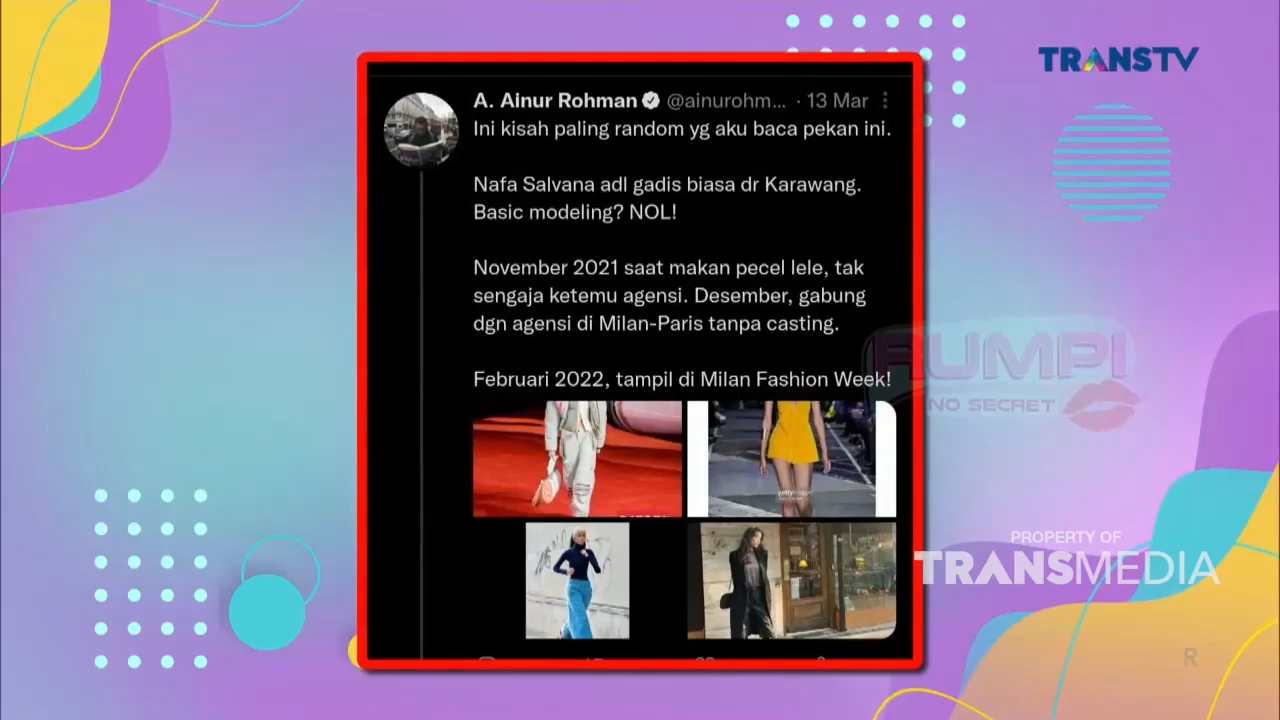 TRANSTV
A. Ainur Rohman @ainurohm... · 13 Mar
Ini kisah paling random yg aku baca pekan ini.
Nafa Salvana adl gadis biasa dr Karawang.
Basic modeling? NOL!
November 2021 saat makan pecel lele, tak
sengaja ketemu agensi. Desember, gabung
dgn agensi di Milan-Paris tanpa casting.
Februari 2022, tampil di Milan Fashion Week!
RUMPI
NO SECRET
PROPERTY OF
TRANSMEDIA
R